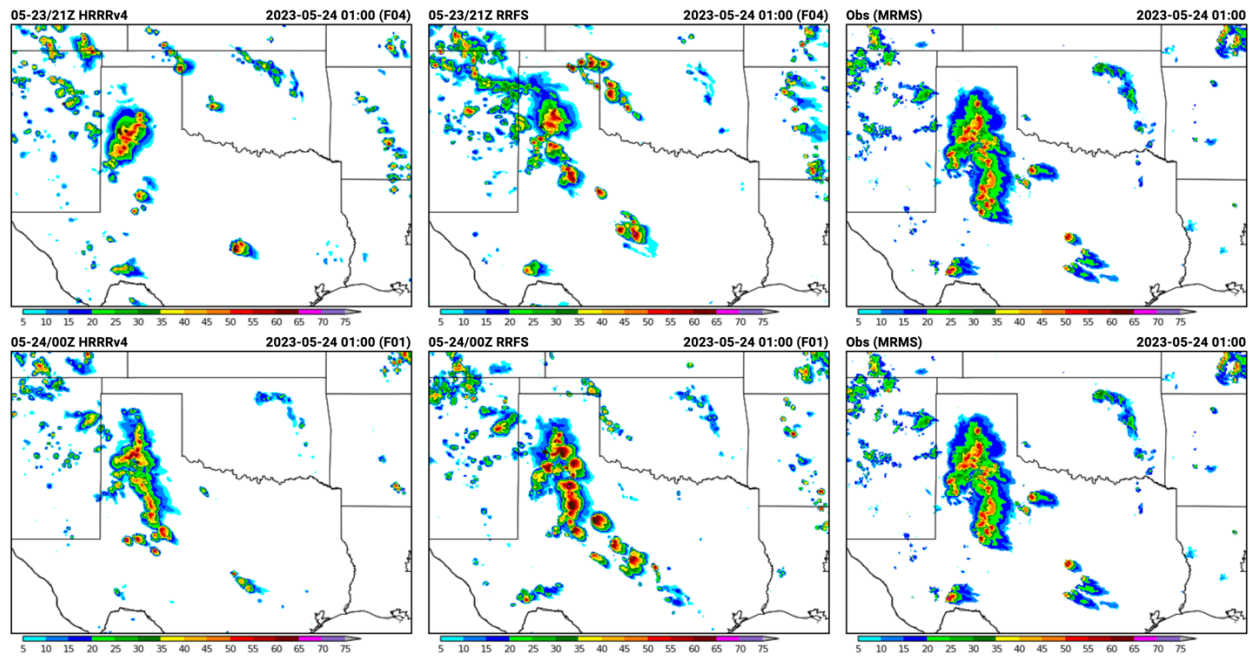 05-23/21Z HRRRv4 2023-05-24 01:00 (F04) 05-23/21Z RRFS 2023-05-24 01:00 (F04) Obs (MRMS) 2023-05-24 01:00
5 10 15 20 25 30 35 40 45 50 55 60 65 70 75 5 10 15 20 25 30 35 40 45 50 55 60 65 70 75 5 10 15 20 25 30 35 40 45 50 55 60 65 70 75
05-24/00Z HRRRv4 2023-05-24 01:00 (F01) 05-24/00Z RRFS 2023-05-24 01:00 (F01) Obs (MRMS) 2023-05-24 01:00
5 10 15 20 25 30 35 40 45 50 55 60 65 70 75 5 10 15 20 25 30 35 40 45 50 55 60 65 70 75 5 10 15 20 25 30 35 40 45 50 55 60 65 70 75